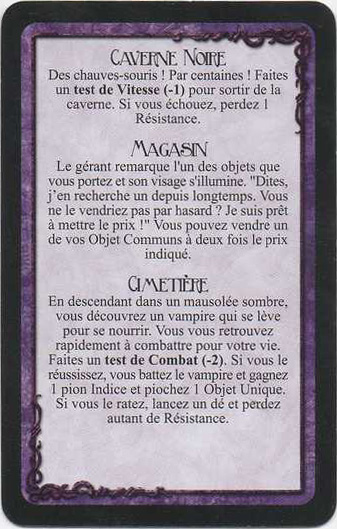 CAVERNE NOIRE
Des chauves-souris ! Par centaines ! Faites
un test de Vitesse (-1) pour sortir de la
caverne. Si vous échouez, perdez 1
Résistance.
MAGASIN
Le gérant remarque l'un des objets que
vous portez et son visage s'illumine. "Dites,
j'en recherche un depuis longtemps. Vous
ne le vendriez pas par hasard ? Je suis prêt
à mettre le prix !" Vous pouvez vendre un
de vos Objet Communs à deux fois le prix
indiqué.
CIMETIÈRE
En descendant dans un mausolée sombre,
vous découvrez un vampire qui se lève
pour se nourrir. Vous vous retrouvez
rapidement à combattre pour votre vie.
Faites un test de Combat (-2). Si vous le
réussissez, vous battez le vampire et gagnez
1 pion Indice et piochez 1 Objet Unique.
Si vous le ratez, lancez un dé et perdez
autant de Résistance.